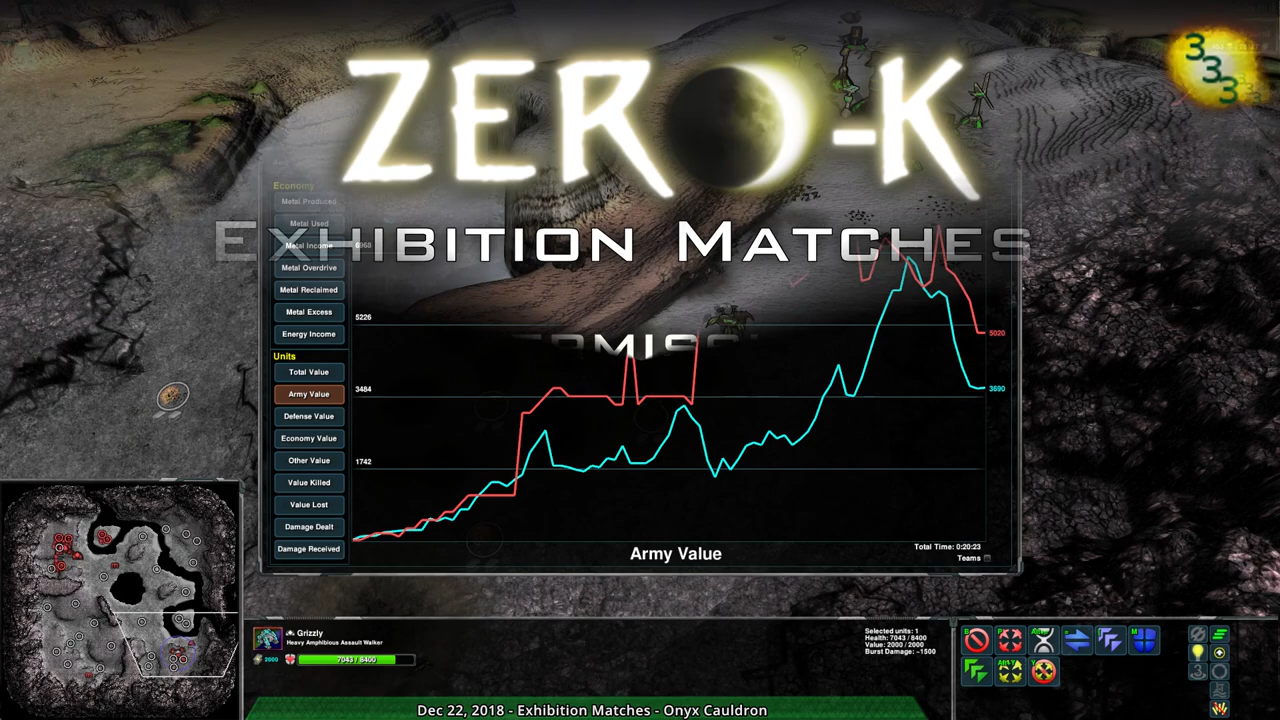 ZERO-K
3
3
3
Exhibition Matches
Economy
Metal Produced
Metal Used
Metal Income
6968
Metal Overdrive
Metal Reclaimed
Metal Excess
Energy Income
5226
5020
Units
Total Value
Army Value
3484
3690
Defense Value
Economy Value
Other Value
1742
Value Killed
Value Lost
Damage Dealt
Damage Received
Army Value
Total Time: 0:20:23
Teams
Grizzly
Heavy Amphibious Assault Walker
2000
7043 / 8400
Selected units: 1
Health: 7043 / 8400
Value: 2000 / 2000
Burst Damage: ~1500
Dec 22, 2018 - Exhibition Matches - Onyx Cauldron